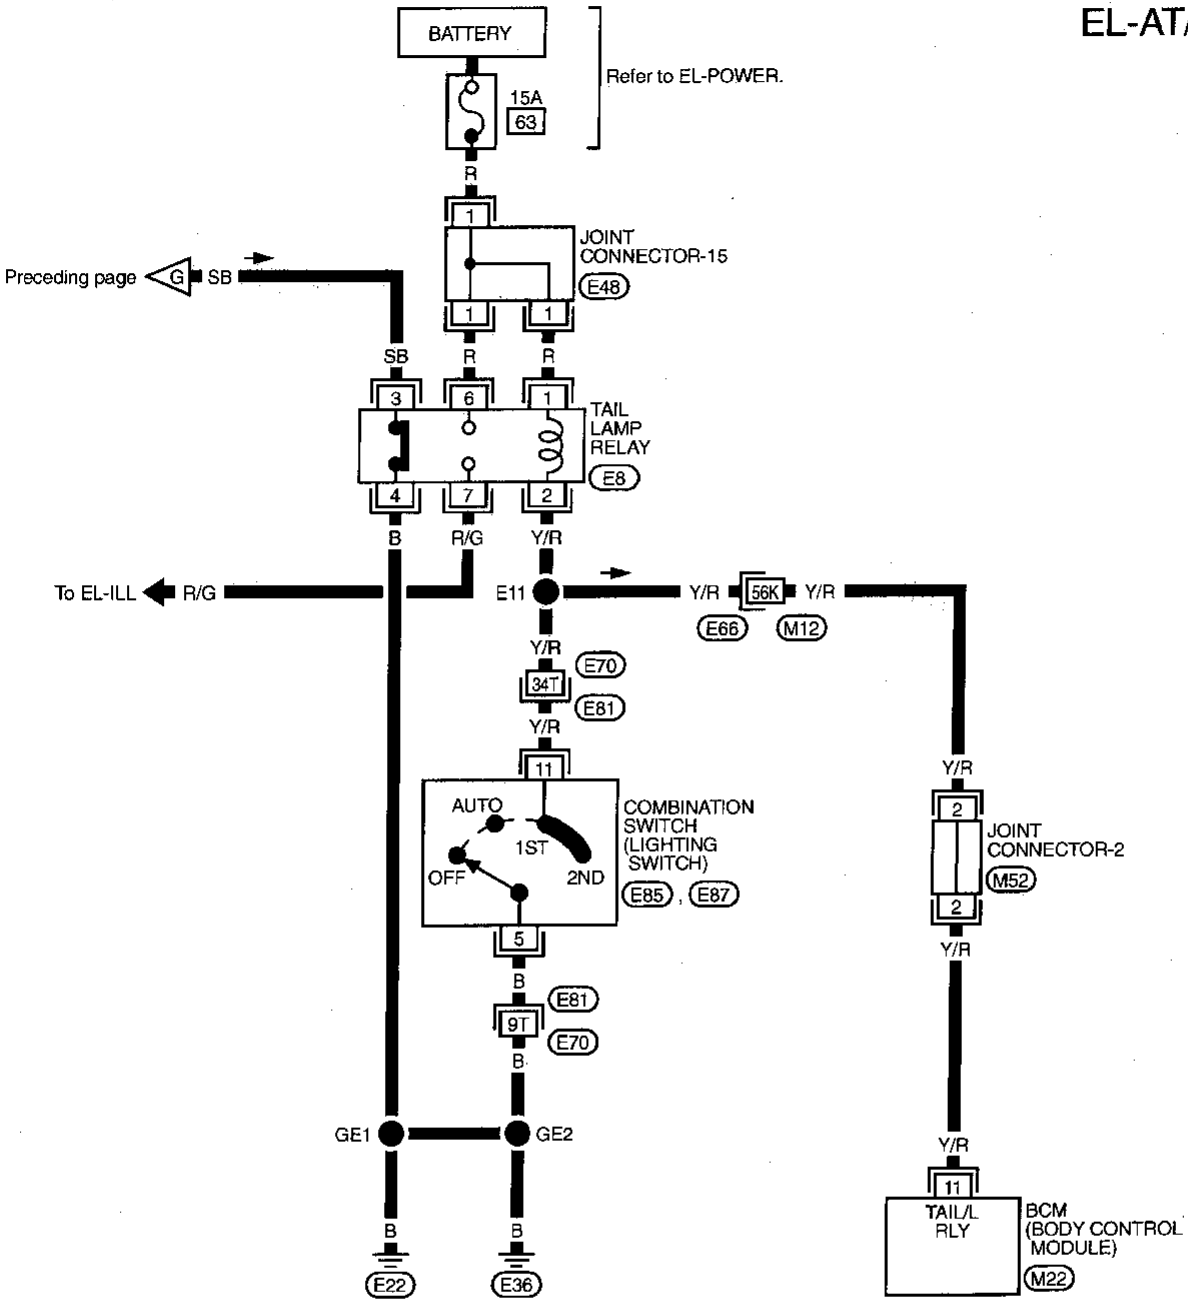 EL-AT/
BATTERY
Refer to EL-POWER.
15A
63
R
1
JOINT
CONNECTOR-15
E48
Preceding page G SB
1 1
SB R R
3 6 1
TAIL
LAMP
RELAY
E8
4 7 2
B R/G Y/R
To EL-ILL R/G
E11
Y/R 56K Y/R
E66 M12
Y/R
E70
34T
E81
Y/R
11
Y/R
2
JOINT
CONNECTOR-2
M52
2
Y/R
AUTO
1ST
OFF
2ND
COMBINATION
SWITCH
(LIGHTING
SWITCH)
E85 , E87
5
B
E81
9T
E70
B
GE1 GE2
Y/R
11
TAIL/L
RLY
BCM
(BODY CONTROL
MODULE)
M22
B B
E22 E36